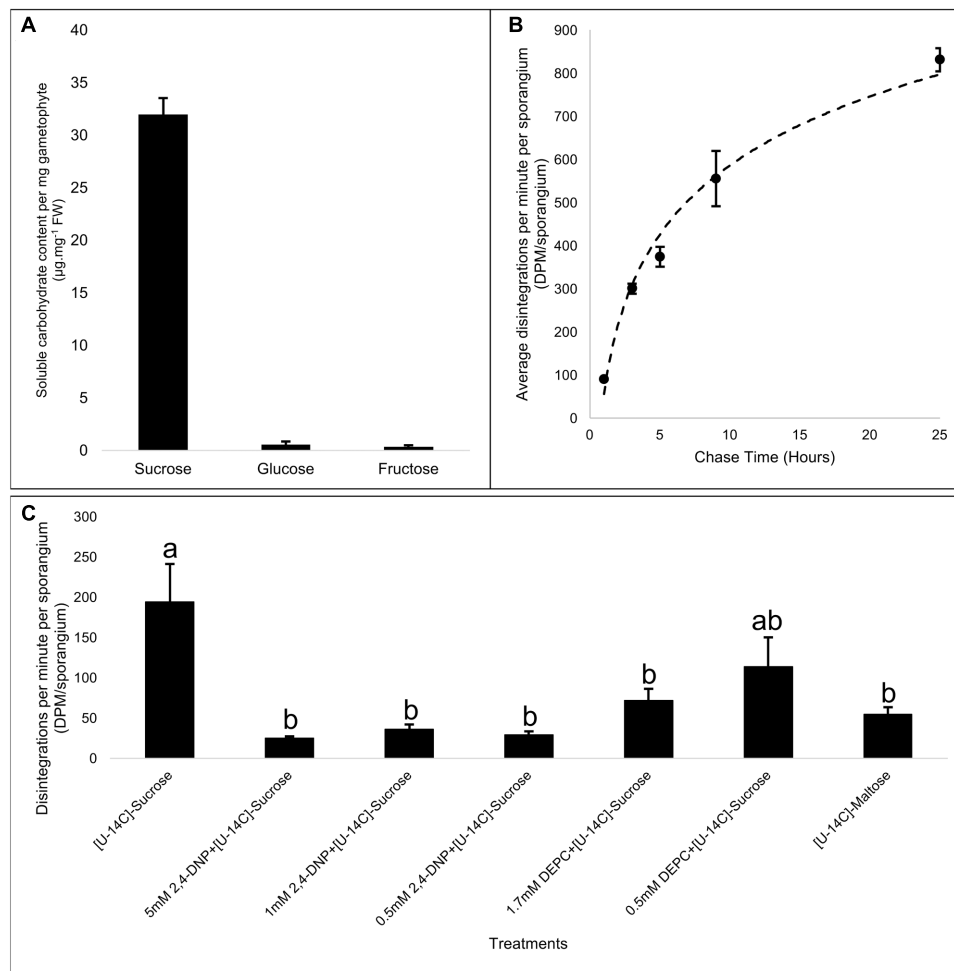 A
Soluble carbohydrate content per mg gametophyte
(µg.mg⁻¹ FW)
40
35
30
25
20
15
10
5
0
Sucrose
Glucose
Fructose
B
Average disintegrations per minute per sporangium
(DPM/sporangium)
900
800
700
600
500
400
300
200
100
0
0
5
10
15
20
25
Chase Time (Hours)
C
Disintegrations per minute per sporangium
(DPM/sporangium)
300
250
200
150
100
50
0
a
b
b
b
b
ab
b
[U-14C]-Sucrose
5mM 2,4-DNP+[U-14C]-Sucrose
1mM 2,4-DNP+[U-14C]-Sucrose
0.5mM 2,4-DNP+[U-14C]-Sucrose
1.7mM DEPC+[U-14C]-Sucrose
0.5mM DEPC+[U-14C]-Sucrose
[U-14C]-Maltose
Treatments